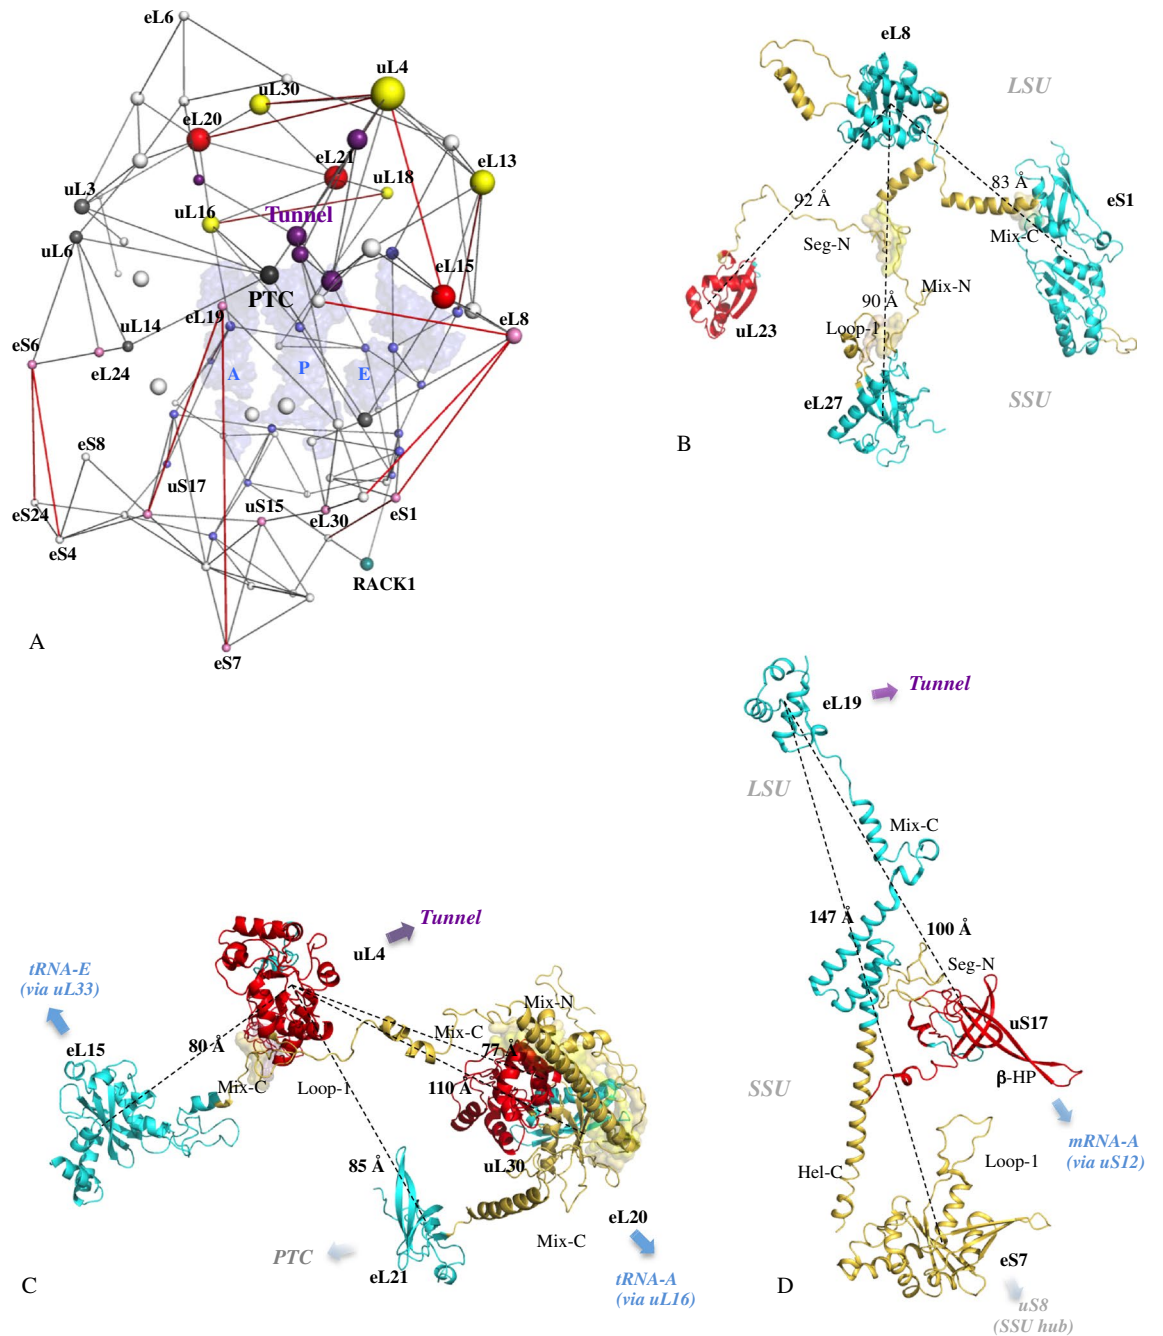 eL6
uL4
uL30
eL20
eL21
uL18
eL13
uL3
uL16
Tunnel
uL6
eL15
PTC
eL19
eL8
uL14
eS6
eL24
A
P
E
eS8
uS17
eS24
uS15
eL30
eS1
eS4
RACK1
A
eS7
eL8
LSU
83 Å
92 Å
eS1
Seg-N
Mix-C
Mix-N
90 Å
uL23
Loop-1
eL27
SSU
B
Tunnel
uL4
tRNA-E
(via uL33)
Mix-N
Mix-C
eL15
80 Å
77 Å
Mix-C
Loop-1
110 Å
85 Å
uL30
eL20
Mix-C
PTC
eL21
tRNA-A
(via uL16)
C
eL19
Tunnel
LSU
Mix-C
147 Å
100 Å
Seg-N
uS17
SSU
β-HP
mRNA-A
(via uS12)
Loop-1
Hel-C
eS7
D
uS8
(SSU hub)